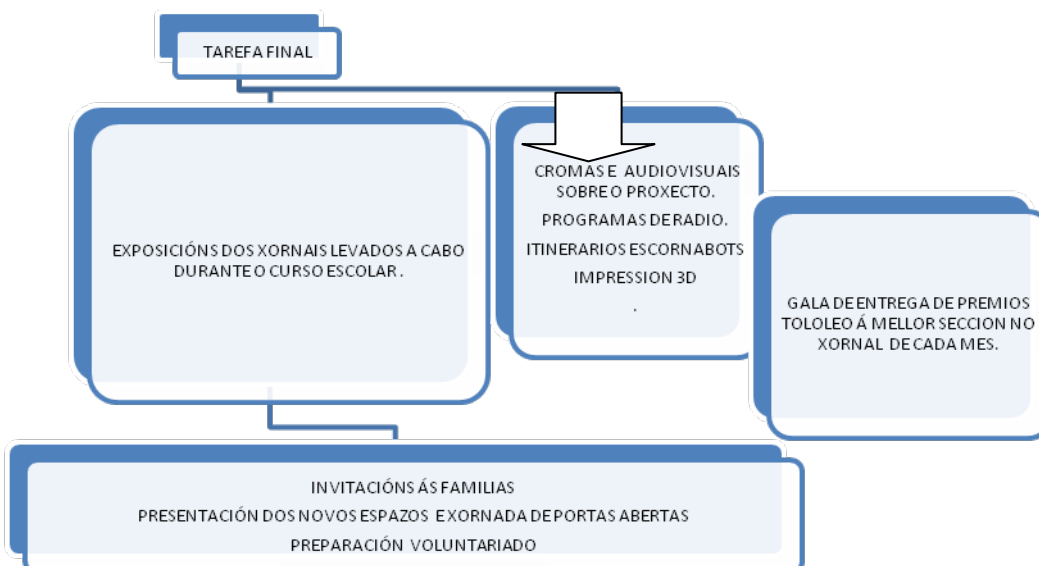 TAREFA FINAL
EXPOSICIÓNS DOS XORNAIS LEVADOS A CABO
DURANTE O CURSO ESCOLAR .
CROMAS E AUDIOVISUAIS
SOBRE O PROXECTO.
PROGRAMAS DE RADIO.
ITINERARIOS ESCORNABOTS
IMPRESSION 3D
.
GALA DE ENTREGA DE PREMIOS
TOLOLEO Á MELLOR SECCION NO
XORNAL DE CADA MES.
INVITACIÓNS ÁS FAMILIAS
PRESENTACIÓN DOS NOVOS ESPAZOS E XORNADA DE PORTAS ABERTAS
PREPARACIÓN VOLUNTARIADO